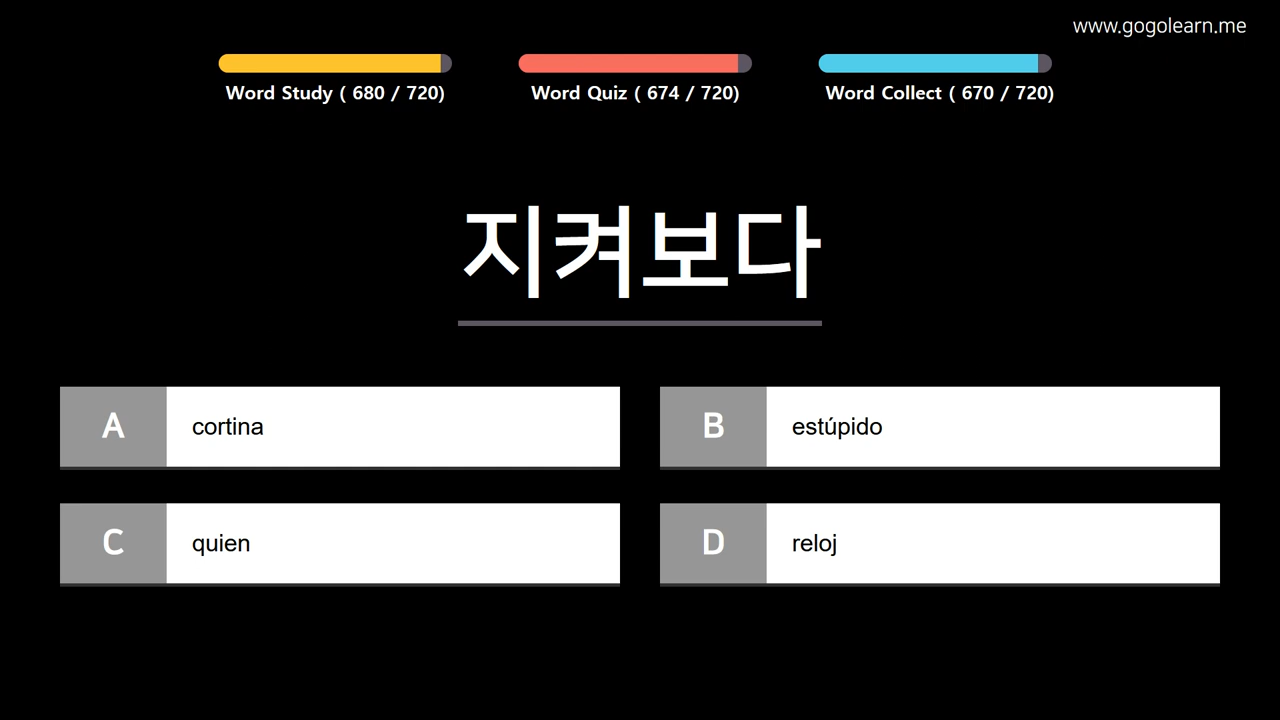 www.gogolearn.me
Word Study ( 680 / 720)
Word Quiz ( 674 / 720)
Word Collect ( 670 / 720)
지켜보다
A cortina
B estúpido
C quien
D reloj